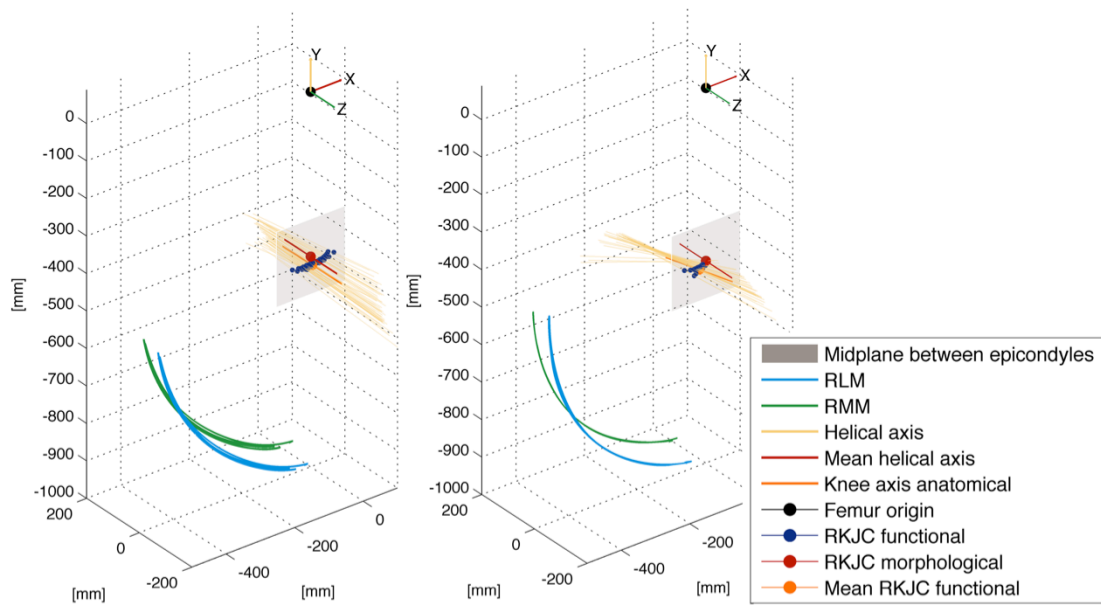 Y
X
Z
0
-100
-200
-300
-400
-500
-600
-700
-800
-900
-1000
[mm]
200
0
-200
[mm]
-400
-200
0
[mm]
Y
X
Z
0
-100
-200
-300
-400
-500
-600
-700
-800
-900
-1000
[mm]
200
0
-200
[mm]
-400
-200
[mm]
Midplane between epicondyles
RLM
RMM
Helical axis
Mean helical axis
Knee axis anatomical
Femur origin
RKJC functional
RKJC morphological
Mean RKJC functional